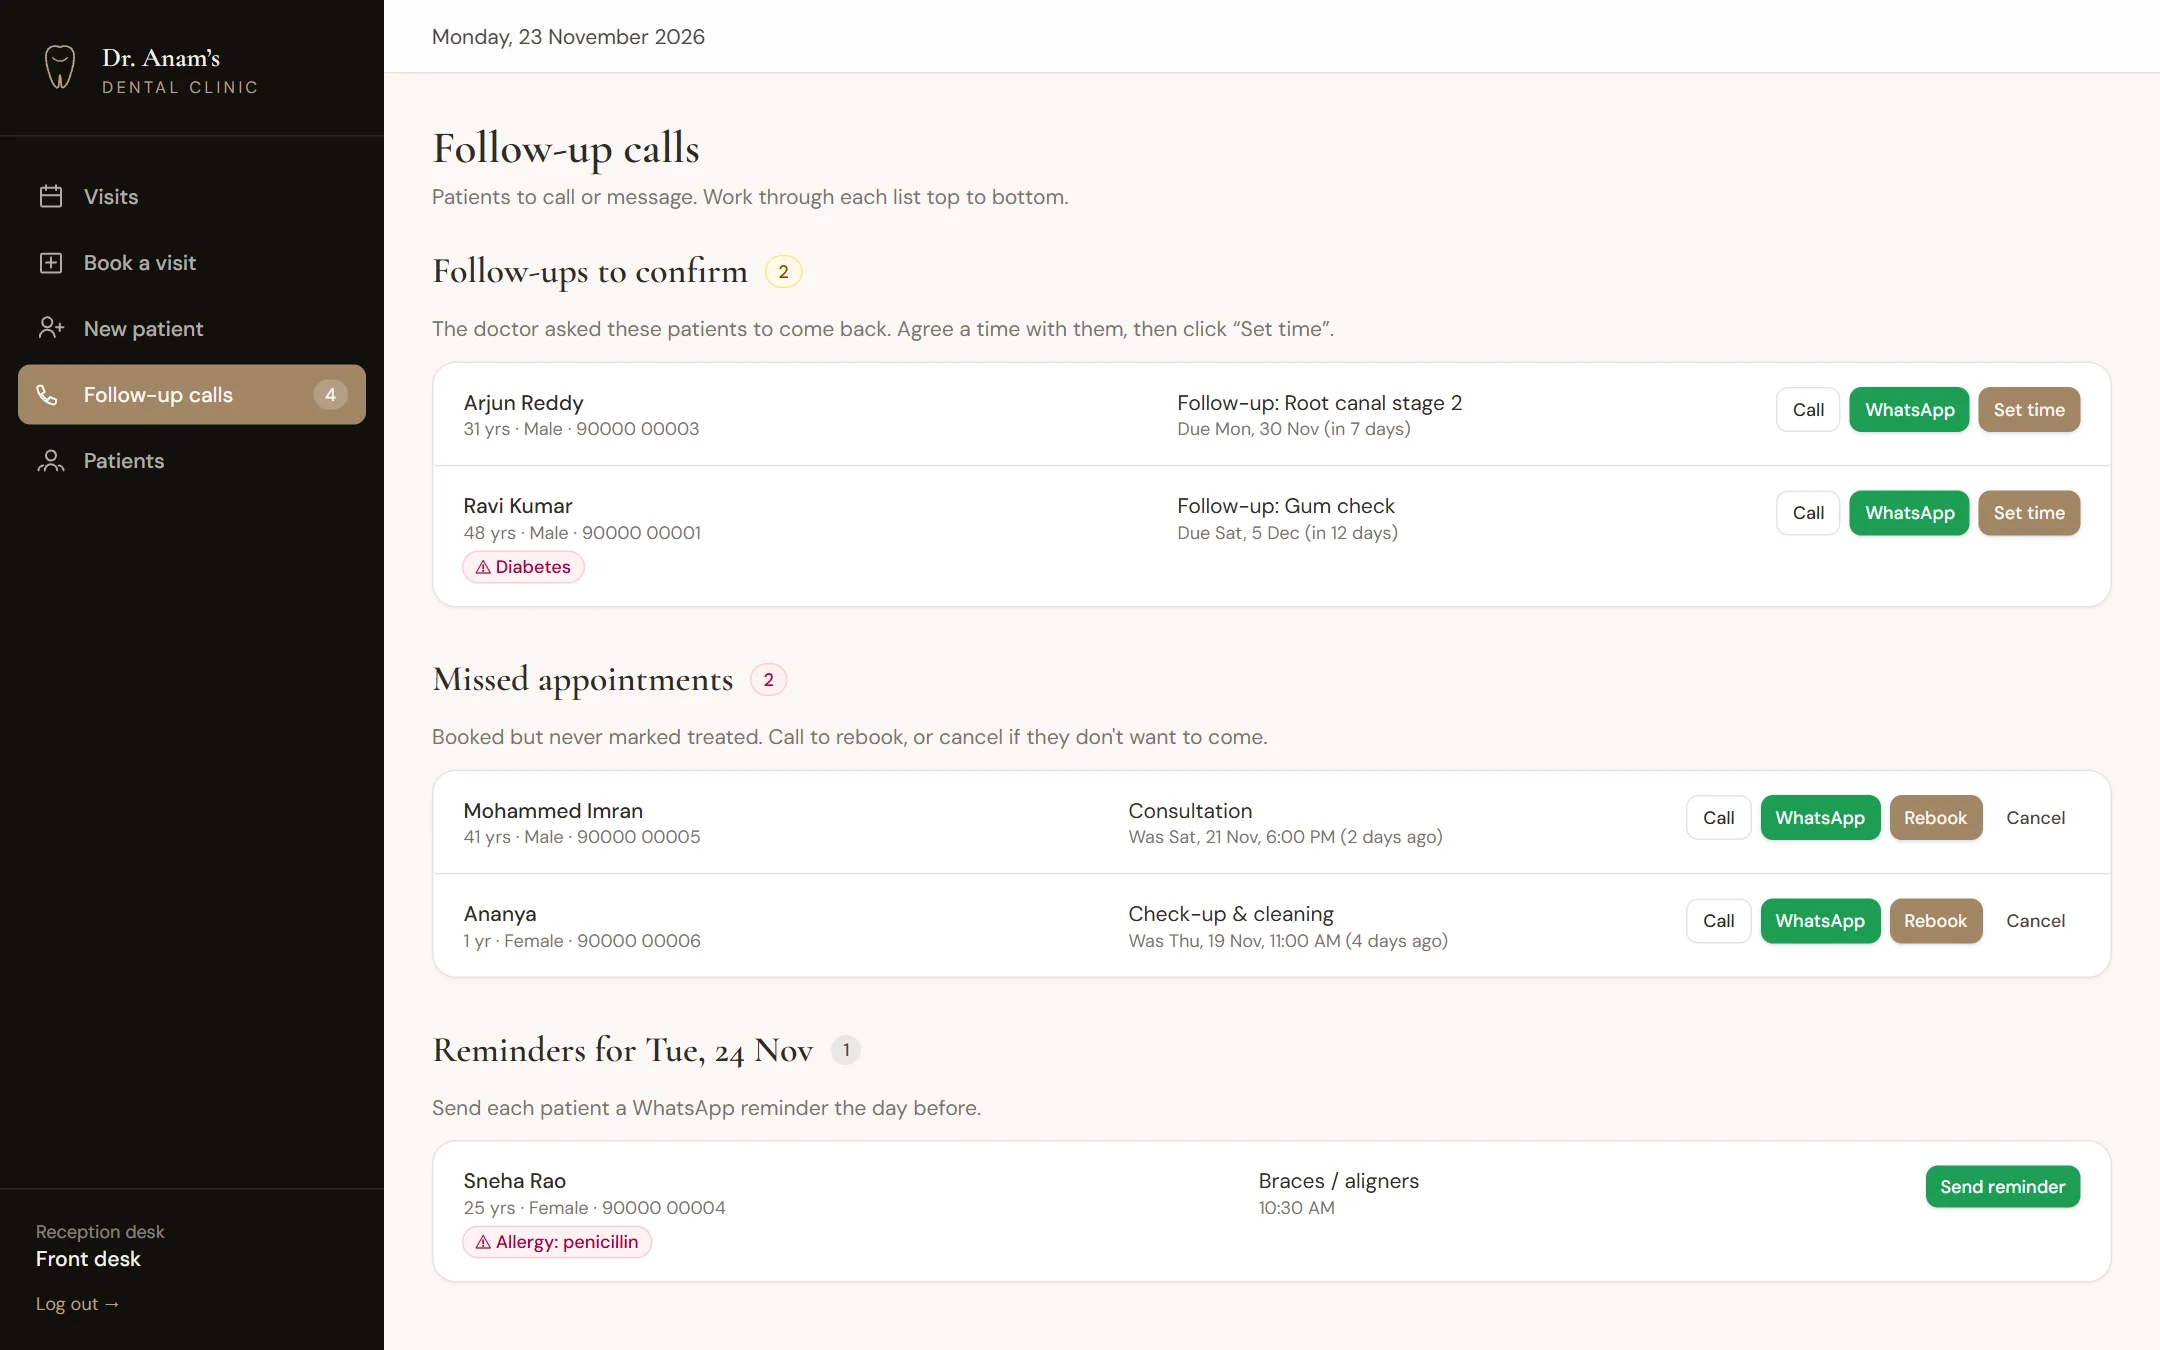 Dr. Anam’s
DENTAL CLINIC
Visits
Book a visit
New patient
Follow-up calls 4
Patients
Reception desk
Front desk
Log out →
Monday, 23 November 2026
Follow-up calls
Patients to call or message. Work through each list top to bottom.
Follow-ups to confirm 2
The doctor asked these patients to come back. Agree a time with them, then click “Set time”.
Arjun Reddy Follow-up: Root canal stage 2 Call WhatsApp Set time
31 yrs · Male · 90000 00003 Due Mon, 30 Nov (in 7 days)
Ravi Kumar Follow-up: Gum check Call WhatsApp Set time
48 yrs · Male · 90000 00001 Due Sat, 5 Dec (in 12 days)
⚠ Diabetes
Missed appointments 2
Booked but never marked treated. Call to rebook, or cancel if they don't want to come.
Mohammed Imran Consultation Call WhatsApp Rebook Cancel
41 yrs · Male · 90000 00005 Was Sat, 21 Nov, 6:00 PM (2 days ago)
Ananya Check-up & cleaning Call WhatsApp Rebook Cancel
1 yr · Female · 90000 00006 Was Thu, 19 Nov, 11:00 AM (4 days ago)
Reminders for Tue, 24 Nov 1
Send each patient a WhatsApp reminder the day before.
Sneha Rao Braces / aligners Send reminder
25 yrs · Female · 90000 00004 10:30 AM
⚠ Allergy: penicillin